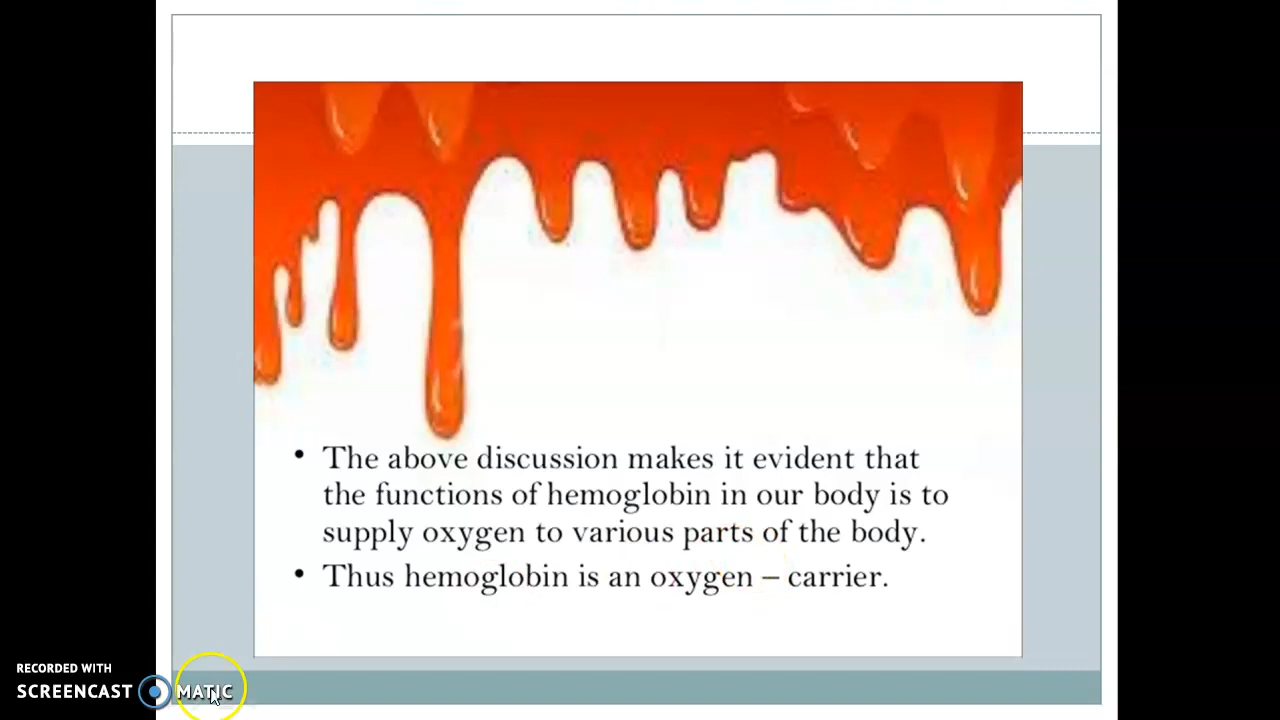 • The above discussion makes it evident that
the functions of hemoglobin in our body is to
supply oxygen to various parts of the body.
• Thus hemoglobin is an oxygen – carrier.
RECORDED WITH
SCREENCAST MATIC